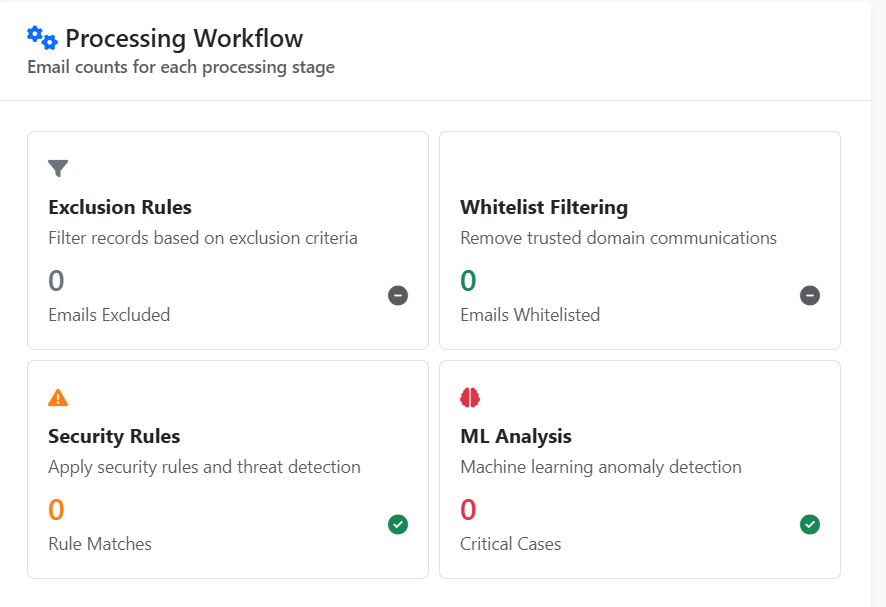 Processing Workflow
Email counts for each processing stage
Exclusion Rules
Filter records based on exclusion criteria
0
Emails Excluded
Whitelist Filtering
Remove trusted domain communications
0
Emails Whitelisted
Security Rules
Apply security rules and threat detection
0
Rule Matches
ML Analysis
Machine learning anomaly detection
0
Critical Cases